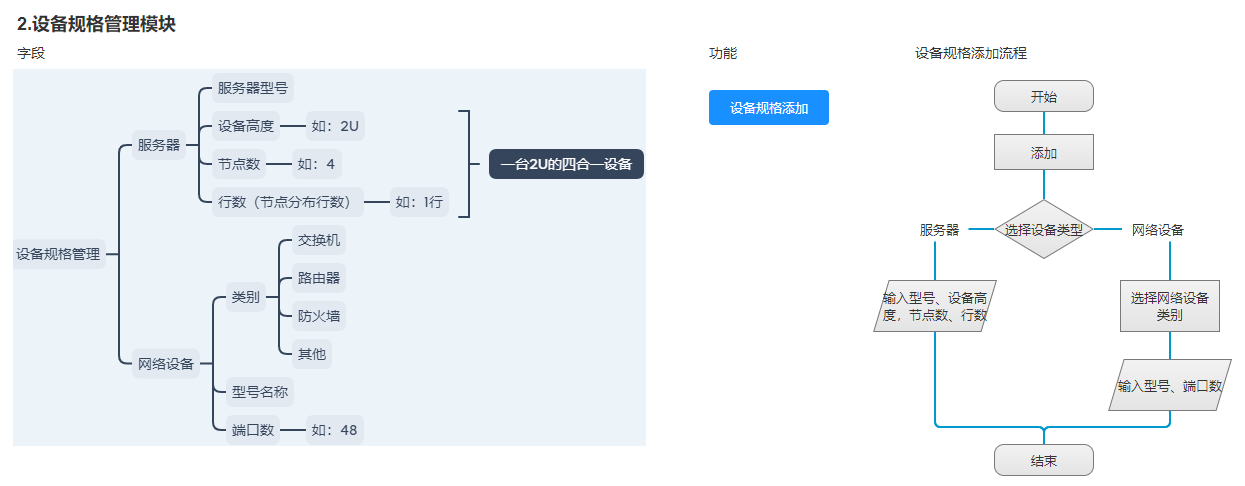 2.设备规格管理模块
字段
功能
设备规格添加流程
服务器型号
设备高度
如：2U
节点数
如：4
行数（节点分布行数）
如：1行
一台2U的四合一设备
服务器
设备规格管理
网络设备
类别
交换机
路由器
防火墙
其他
型号名称
端口数
如：48
设备规格添加
开始
添加
选择设备类型
服务器
网络设备
输入型号、设备高
度，节点数、行数
选择网络设备
类别
输入型号、端口数
结束